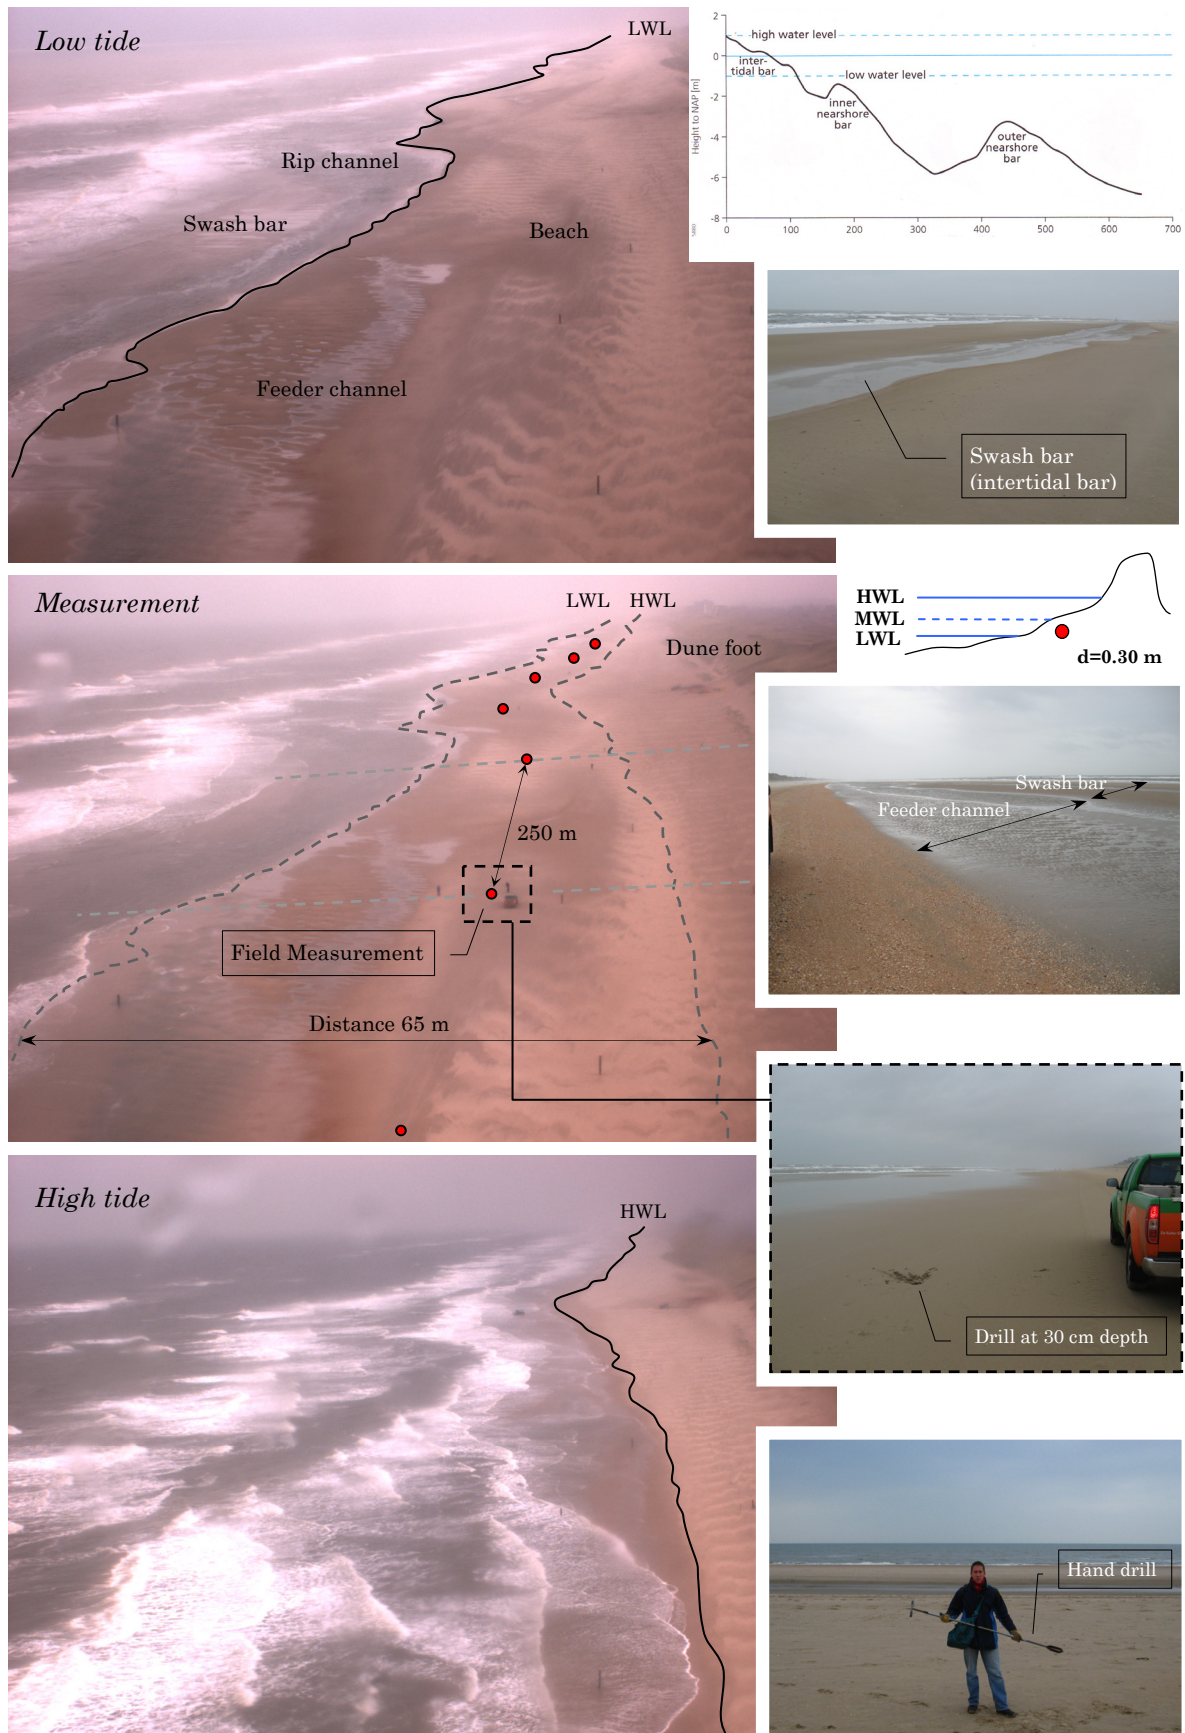 Low tide
LWL
Rip channel
Swash bar
Beach
Feeder channel
2
0
-2
-4
-6
-8
Height to NAP [m]
high water level
inter-
tidal bar
low water level
inner
nearshore
bar
outer
nearshore
bar
0
100
200
300
400
500
600
700
Swash bar
(intertidal bar)
Measurement
LWL
HWL
Dune foot
250 m
Field Measurement
Distance 65 m
HWL
MWL
LWL
d=0.30 m
Swash bar
Feeder channel
Drill at 30 cm depth
High tide
HWL
Hand drill